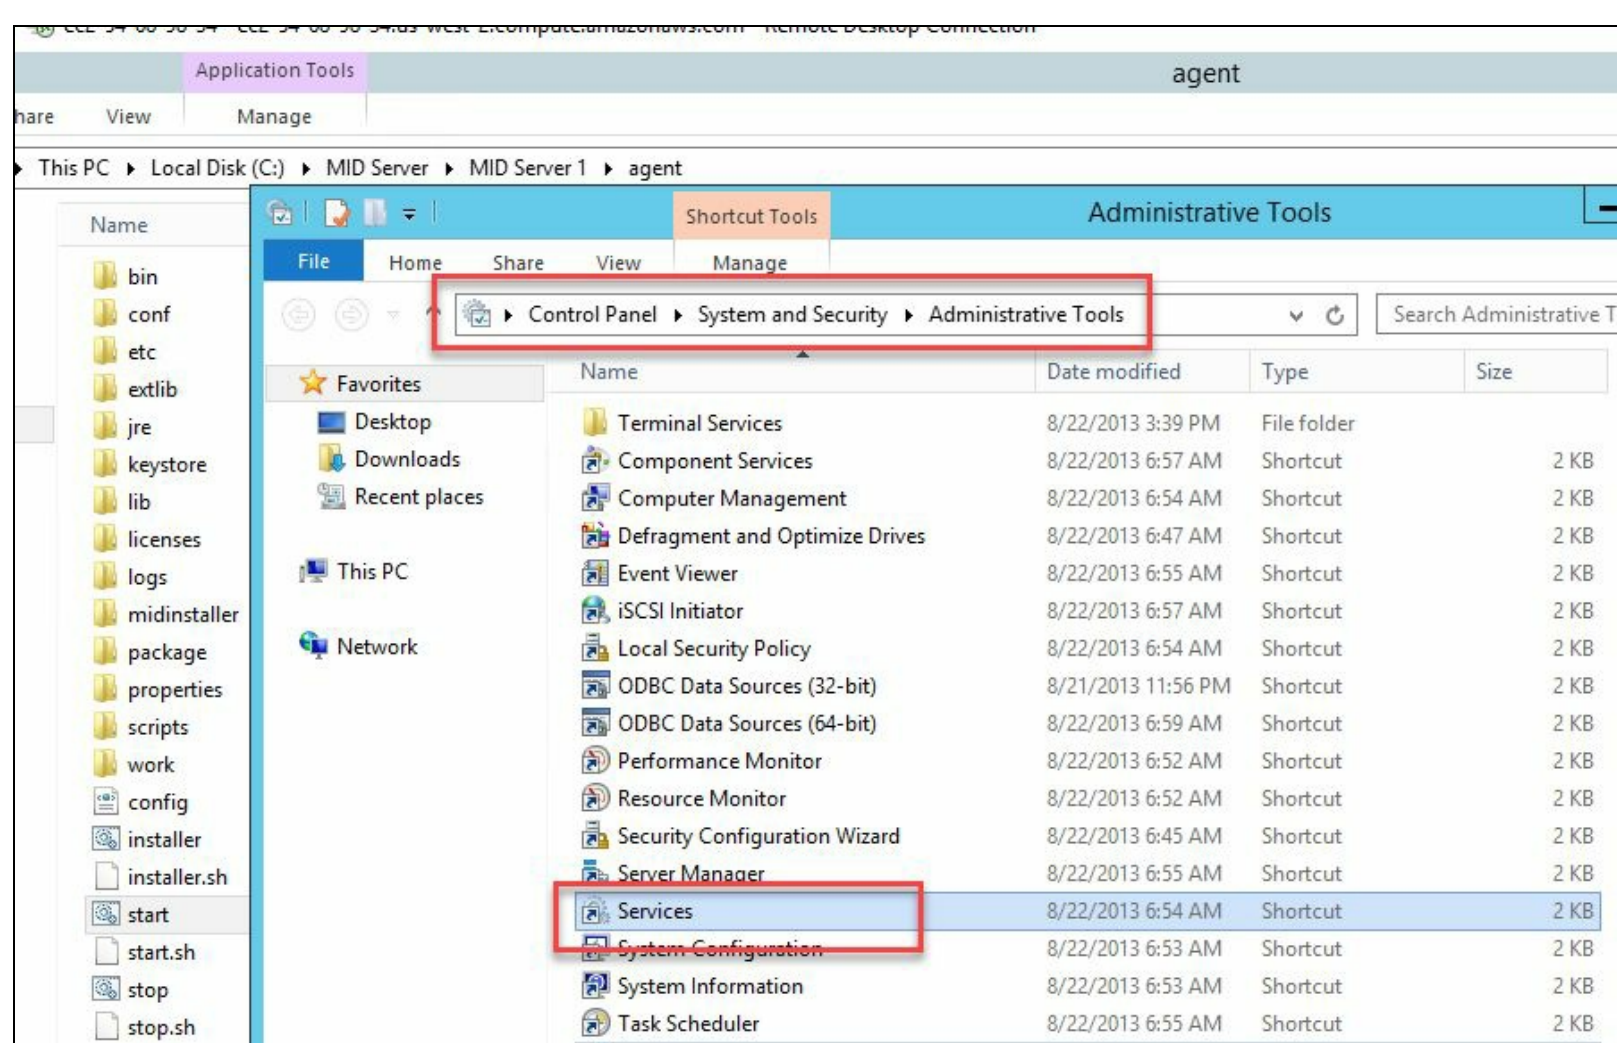 Application Tools
agent
hare View Manage
This PC Local Disk (C:) MID Server MID Server 1 agent
Name
bin
conf
etc
extlib
jre
keystore
lib
licenses
logs
midinstaller
package
properties
scripts
work
config
installer
installer.sh
start
start.sh
stop
stop.sh
Shortcut Tools
Administrative Tools
File Home Share View Manage
Control Panel System and Security Administrative Tools
Search Administrative T
Favorites
Desktop
Downloads
Recent places
This PC
Network
Name Date modified Type Size
Terminal Services 8/22/2013 3:39 PM File folder
Component Services 8/22/2013 6:57 AM Shortcut 2 KB
Computer Management 8/22/2013 6:54 AM Shortcut 2 KB
Defragment and Optimize Drives 8/22/2013 6:47 AM Shortcut 2 KB
Event Viewer 8/22/2013 6:55 AM Shortcut 2 KB
iSCSI Initiator 8/22/2013 6:57 AM Shortcut 2 KB
Local Security Policy 8/22/2013 6:54 AM Shortcut 2 KB
ODBC Data Sources (32-bit) 8/21/2013 11:56 PM Shortcut 2 KB
ODBC Data Sources (64-bit) 8/22/2013 6:59 AM Shortcut 2 KB
Performance Monitor 8/22/2013 6:52 AM Shortcut 2 KB
Resource Monitor 8/22/2013 6:52 AM Shortcut 2 KB
Security Configuration Wizard 8/22/2013 6:45 AM Shortcut 2 KB
Server Manager 8/22/2013 6:55 AM Shortcut 2 KB
Services 8/22/2013 6:54 AM Shortcut 2 KB
System Configuration 8/22/2013 6:53 AM Shortcut 2 KB
System Information 8/22/2013 6:53 AM Shortcut 2 KB
Task Scheduler 8/22/2013 6:55 AM Shortcut 2 KB